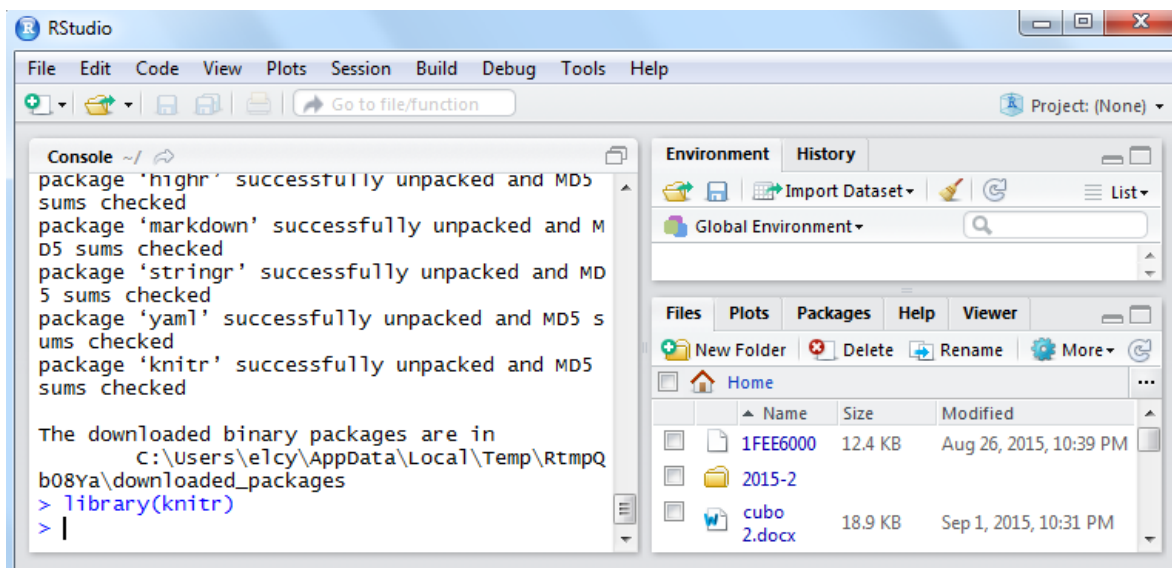 RStudio
File Edit Code View Plots Session Build Debug Tools Help
Go to file/function
Project: (None)
Console ~/
package ‘highr’ successfully unpacked and MD5
sums checked
package ‘markdown’ successfully unpacked and M
D5 sums checked
package ‘stringr’ successfully unpacked and MD
5 sums checked
package ‘yaml’ successfully unpacked and MD5 s
ums checked
package ‘knitr’ successfully unpacked and MD5
sums checked
The downloaded binary packages are in
C:\Users\elcy\AppData\Local\Temp\RtmpQ
b08Ya\downloaded_packages
> library(knitr)
>
Environment History
Import Dataset List
Global Environment
Files Plots Packages Help Viewer
New Folder Delete Rename More
Home ...
Name Size Modified
1FEE6000 12.4 KB Aug 26, 2015, 10:39 PM
2015-2
cubo
2.docx 18.9 KB Sep 1, 2015, 10:31 PM